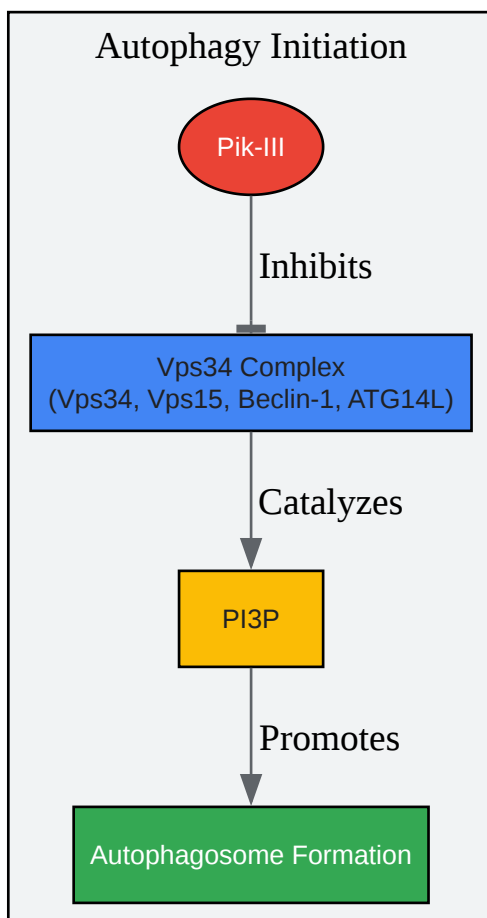 Autophagy Initiation
Pik-III
Inhibits
Vps34 Complex
(Vps34, Vps15, Beclin-1, ATG14L)
Catalyzes
PI3P
Promotes
Autophagosome Formation